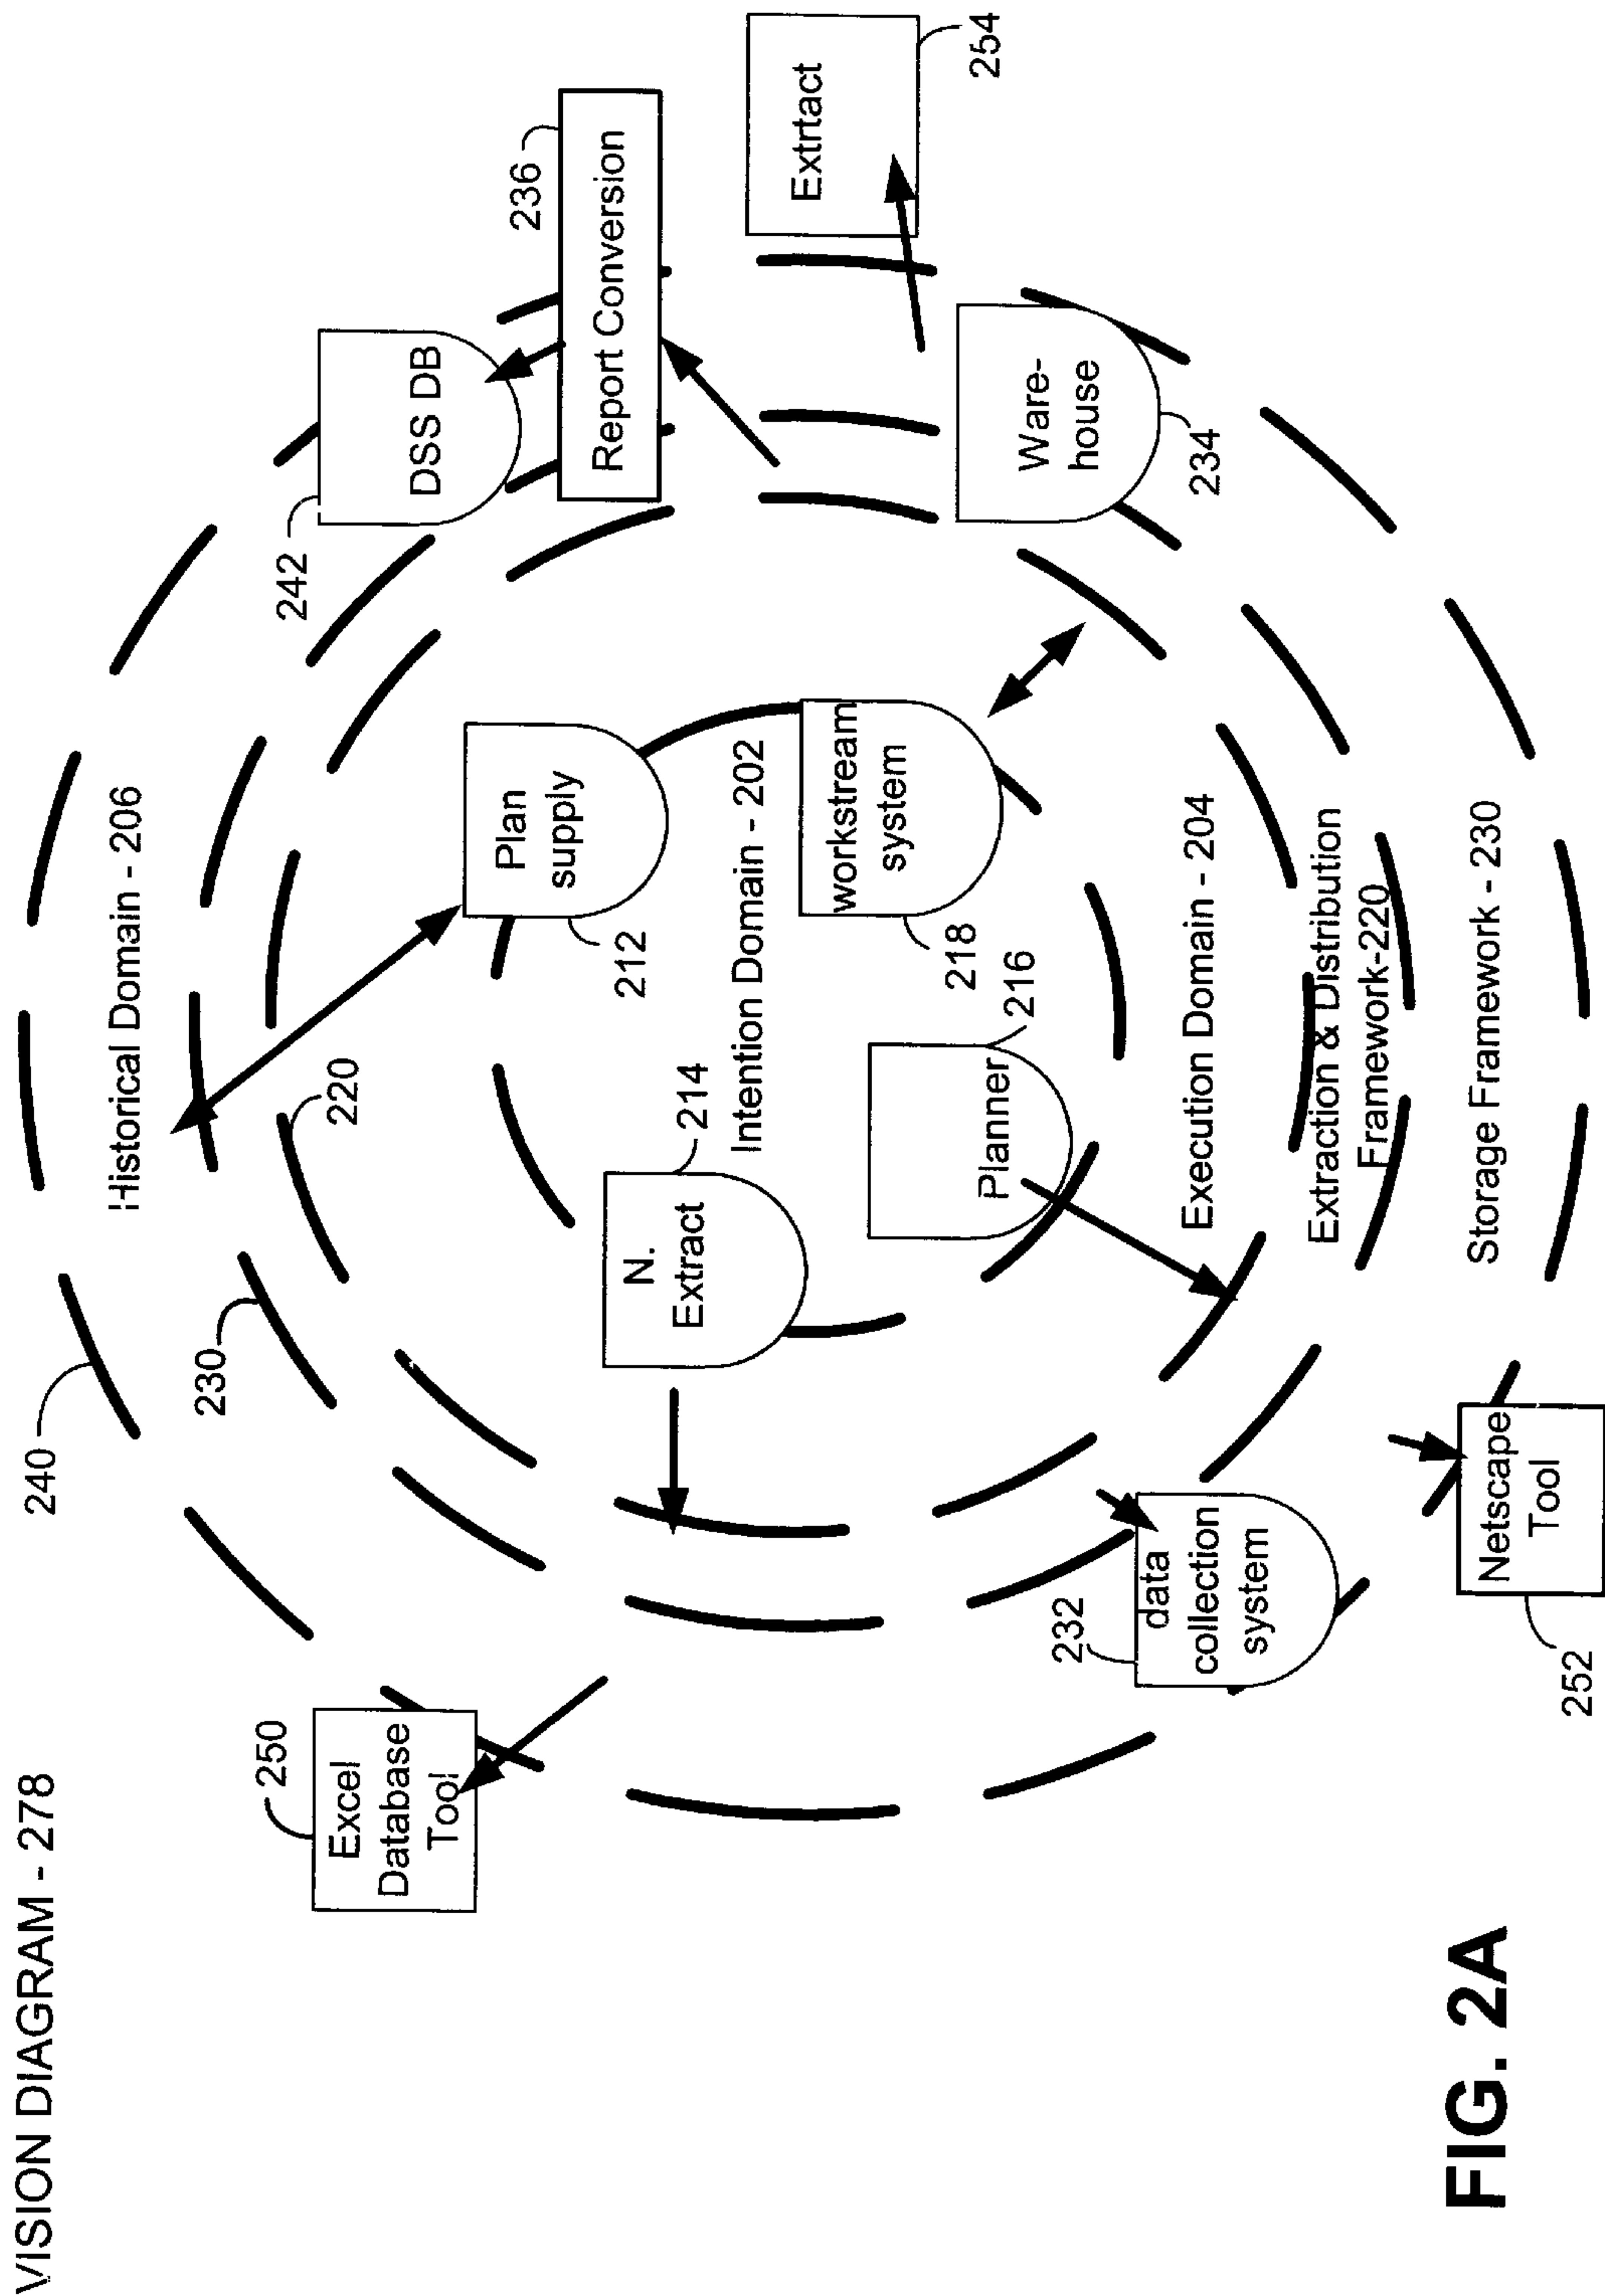 VISION DIAGRAM - 278
240
Historical Domain - 206
230
250
242
220
Excel
Database
Tool
DSS DB
Plan
supply
236
Report Conversion
212
N.
Extract
214
Intention Domain - 202
Extrtact
workstream
system
218
254
Planner
216
Ware-
house
232
data
collection
system
Execution Domain - 204
234
Extraction & Distribution
Framework-220
Storage Framework - 230
FIG. 2A
Netscape
Tool
252